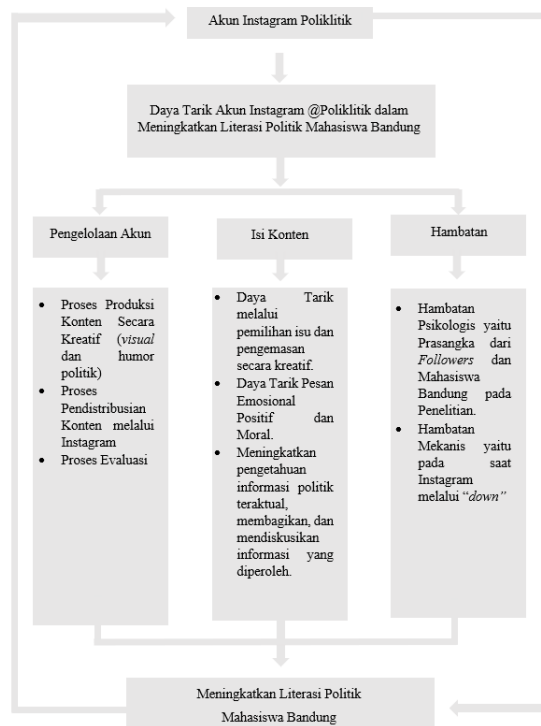 Akun Instagram Poliklitik
Daya Tarik Akun Instagram @Poliklitik dalam
Meningkatkan Literasi Politik Mahasiswa Bandung
Pengelolaan Akun
Isi Konten
Hambatan
• Proses Produksi
Konten Secara
Kreatif (visual
dan humor
politik)
• Proses
Pendistribusian
Konten melalui
Instagram
• Proses Evaluasi
• Daya Tarik
melalui
pemilihan isu dan
pengemasan
secara kreatif.
• Daya Tarik Pesan
Emosional
Positif dan
Moral.
• Meningkatkan
pengetahuan
informasi politik
teraktual,
membagikan, dan
mendiskusikan
informasi yang
diperoleh.
• Hambatan
Psikologis yaitu
Prasangka dari
Followers dan
Mahasiswa
Bandung pada
Penelitian.
• Hambatan
Mekanis yaitu
pada saat
Instagram
melalui “down”
Meningkatkan Literasi Politik
Mahasiswa Bandung